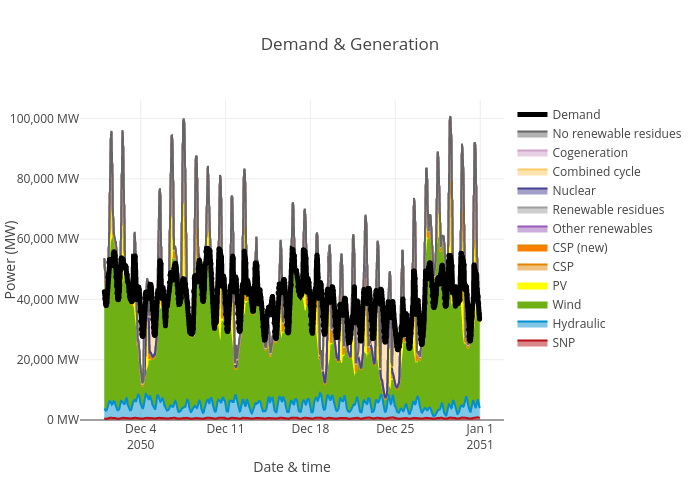 Demand & Generation
100,000 MW
80,000 MW
60,000 MW
40,000 MW
20,000 MW
0 MW
Power (MW)
Dec 4
2050
Dec 11
Dec 18
Dec 25
Jan 1
2051
Date & time
Demand
No renewable residues
Cogeneration
Combined cycle
Nuclear
Renewable residues
Other renewables
CSP (new)
CSP
PV
Wind
Hydraulic
SNP